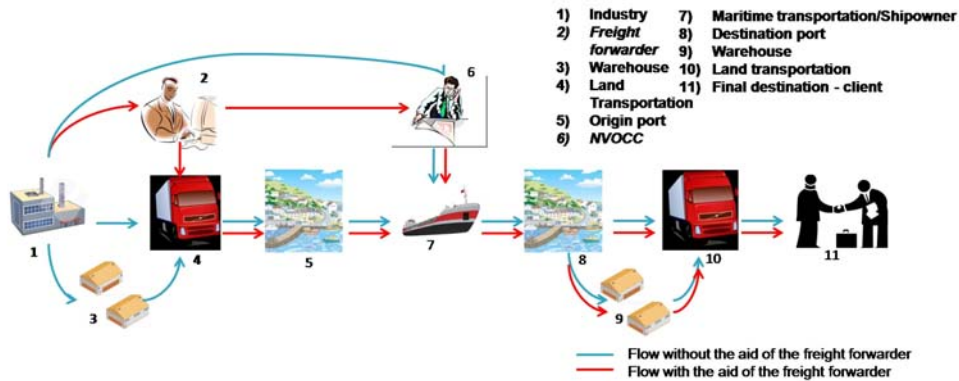 1) Industry
2) Freight forwarder
3) Warehouse
4) Land Transportation
5) Origin port
6) NVOCC
7) Maritime transportation/Shipowner
8) Destination port
9) Warehouse
10) Land transportation
11) Final destination - client
2
6
1
4
5
7
8
10
11
3
9
Flow without the aid of the freight forwarder
Flow with the aid of the freight forwarder